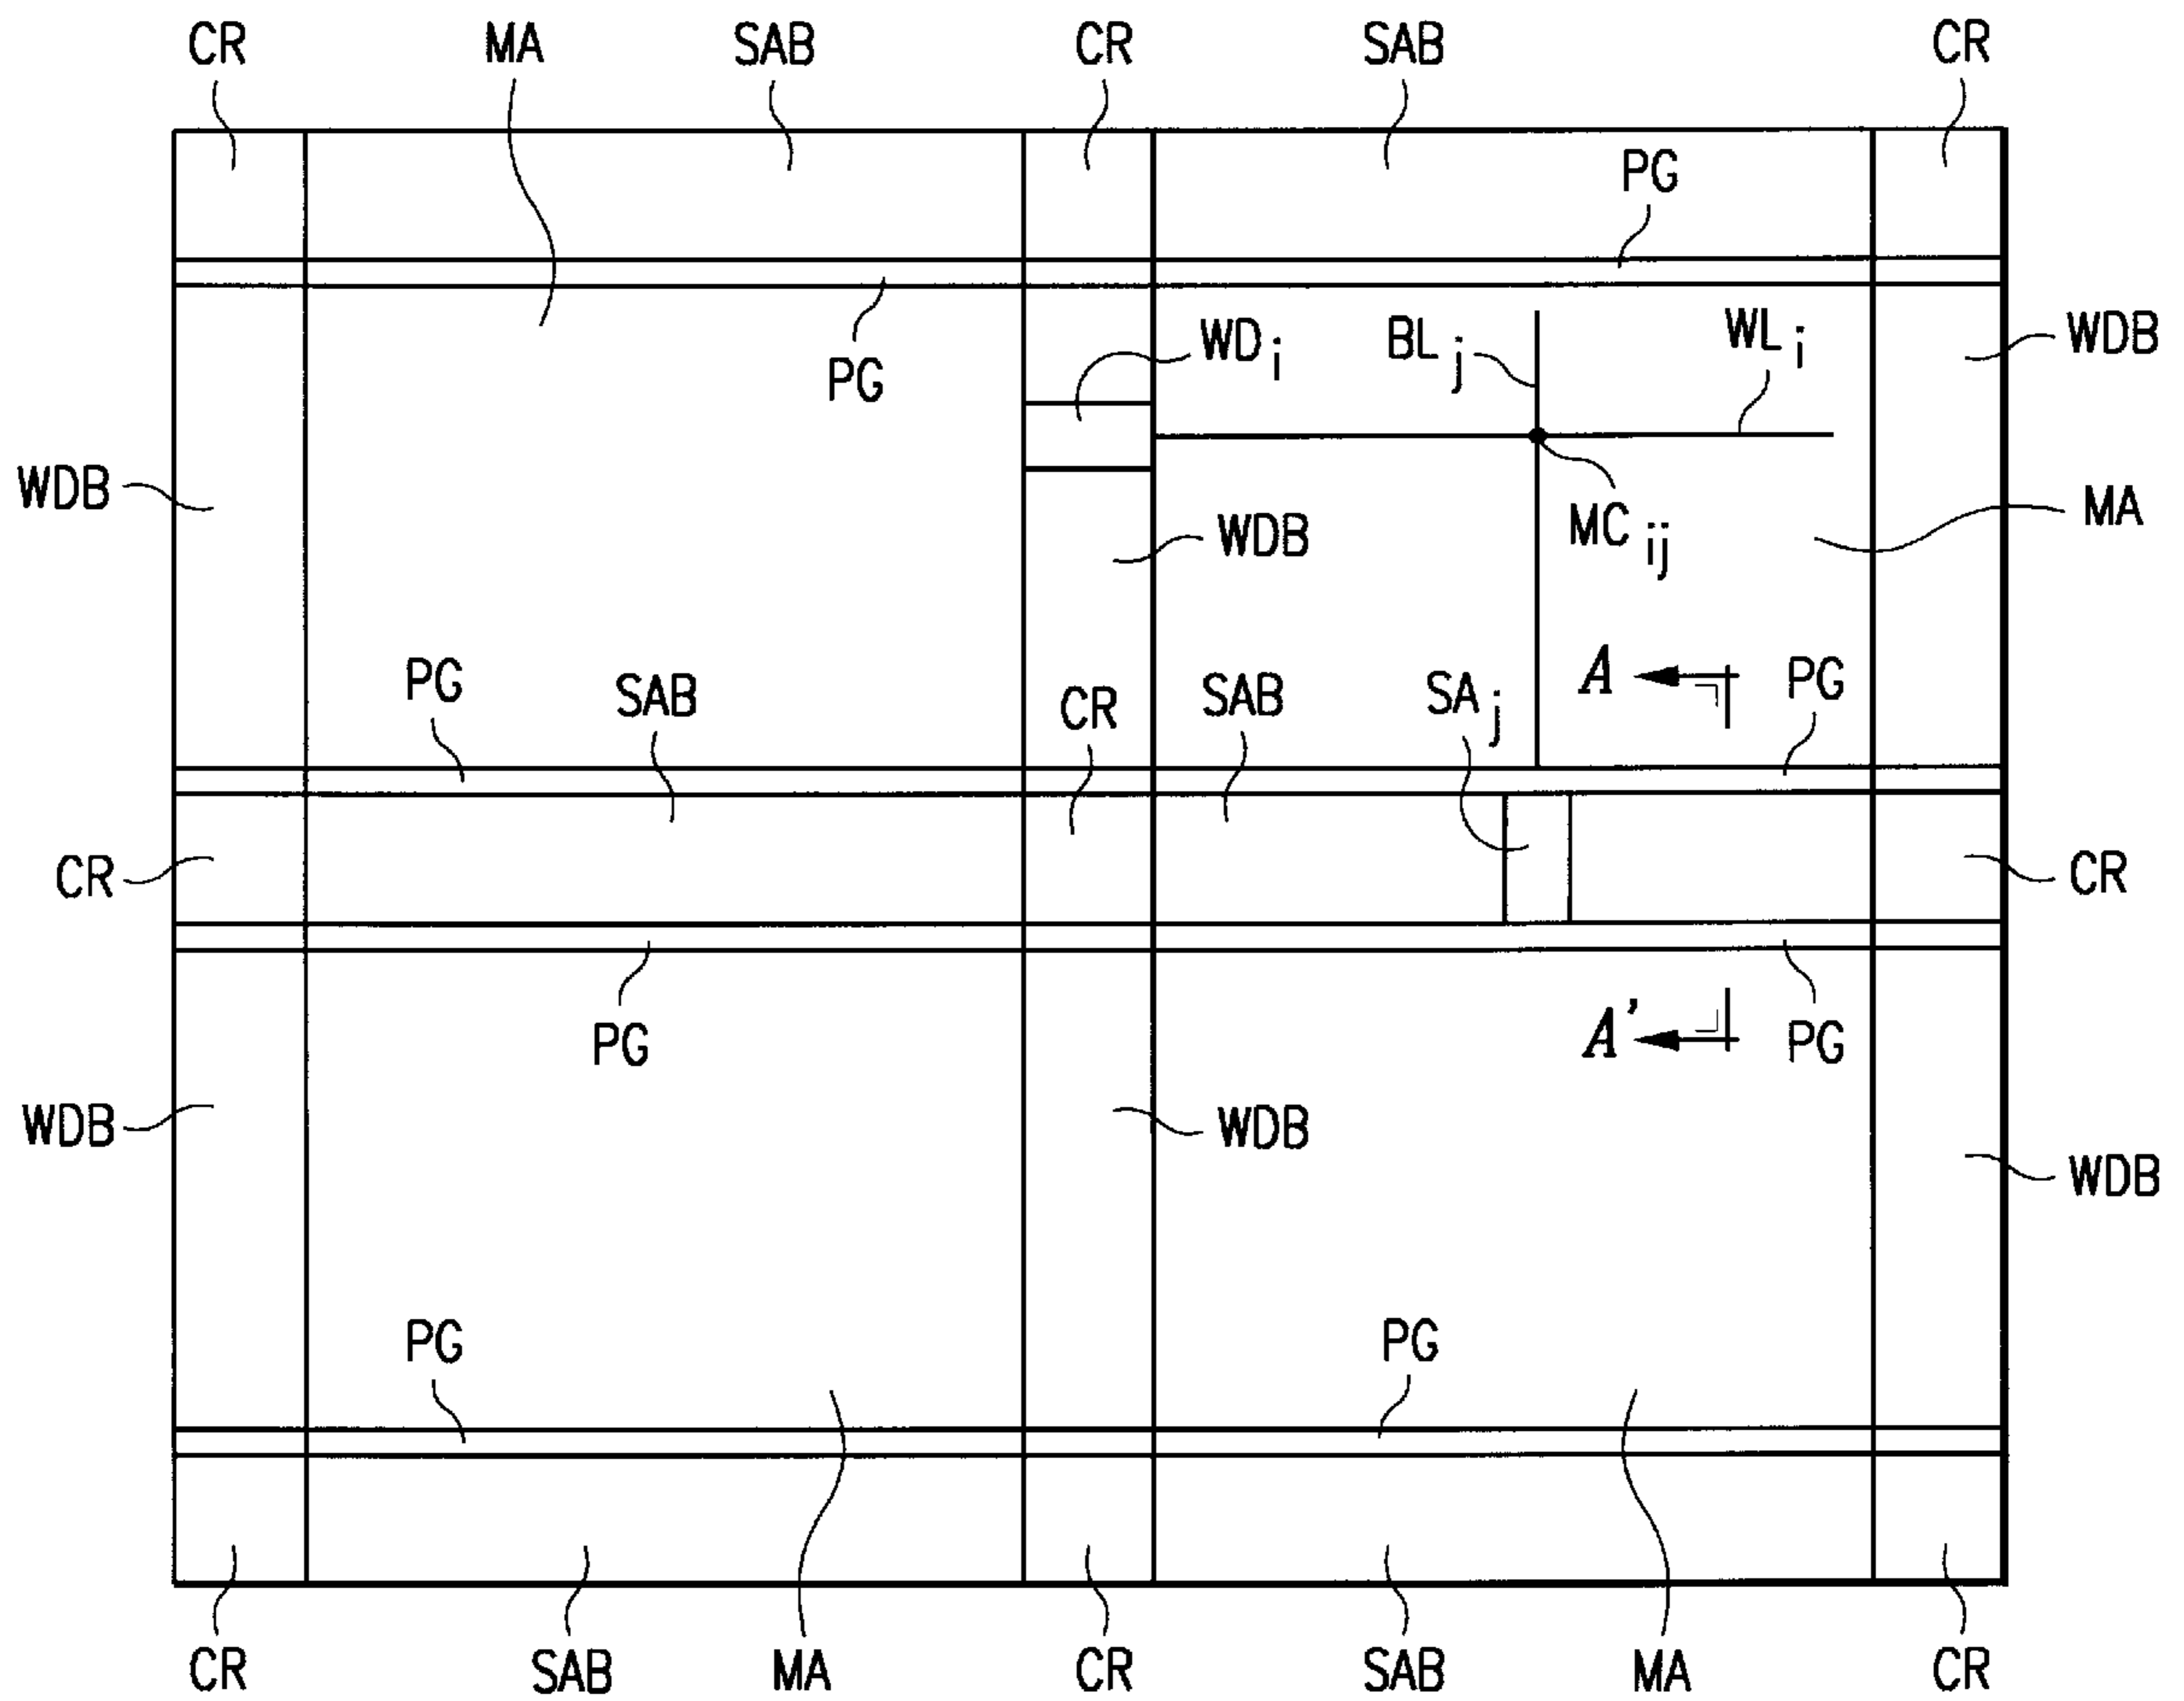 CR MA SAB CR SAB CR
PG
WDi BLj WLi WDB
PG
WDB MA
WDB MCij
PG SAB CR SAB SAj A PG
CR CR
PG A' PG
WDB WDB
WDB
PG PG
CR SAB MA CR SAB MA CR